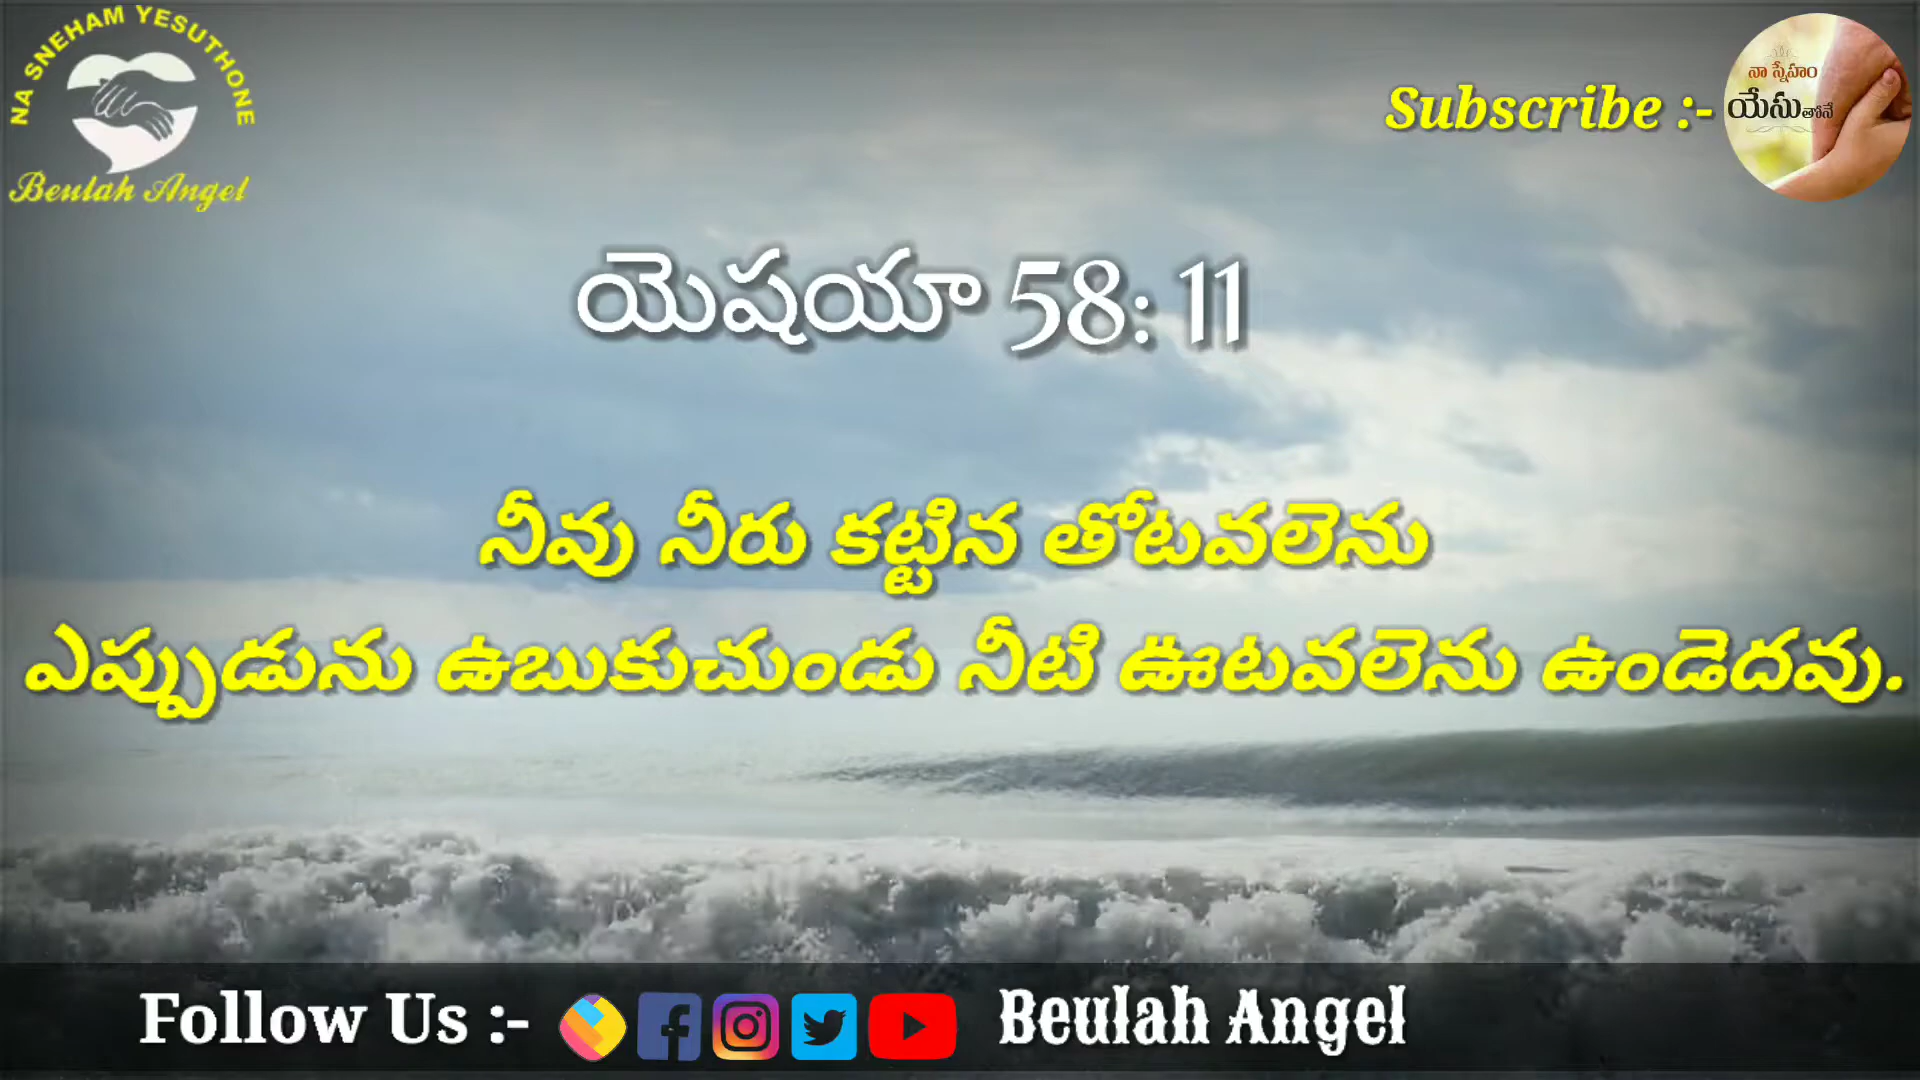 NA SNEHAM YESUTHONE
Beulah Angel
Subscribe :-
నా స్నేహం
యేసుతోనే
యెషయా 58: 11
నీవు నీరు కట్టిన తోటవలెను
ఎప్పుడును ఉబుకుచుండు నీటి ఊటవలెను ఉండెదవు.
Follow Us :- Beulah Angel